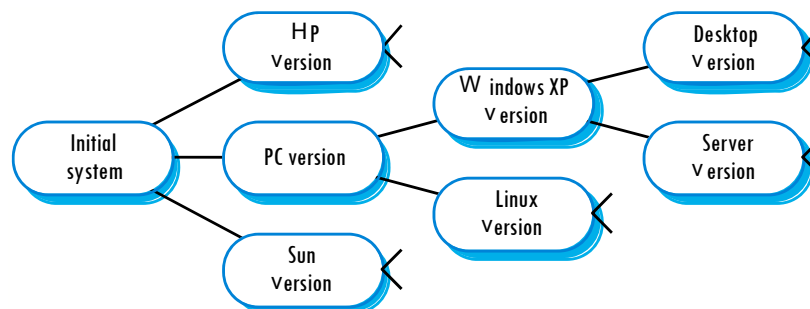 HP
version
Desktop
version
Windows XP
version
Initial
system
PC version
Server
version
Linux
version
Sun
version